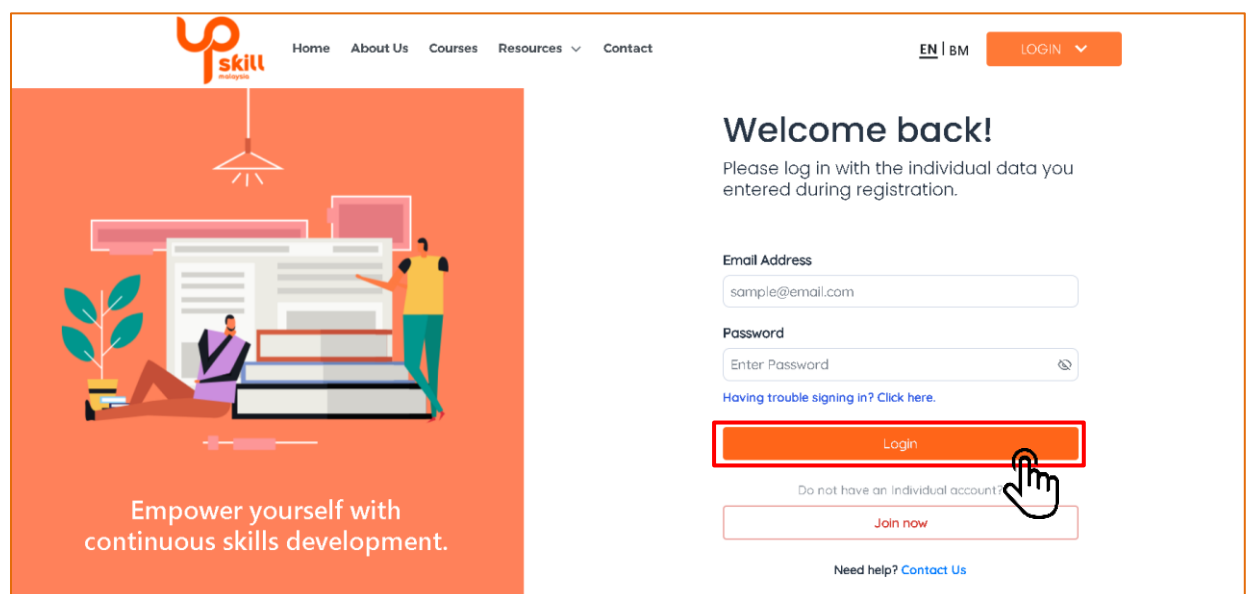 UP
skill
malaysia
Home About Us Courses Resources Contact
EN | BM
LOGIN
Welcome back!
Please log in with the individual data you
entered during registration.
Email Address
sample@email.com
Password
Enter Password
Having trouble signing in? Click here.
Login
Do not have an Individual account?
Join now
Need help? Contact Us
Empower yourself with
continuous skills development.